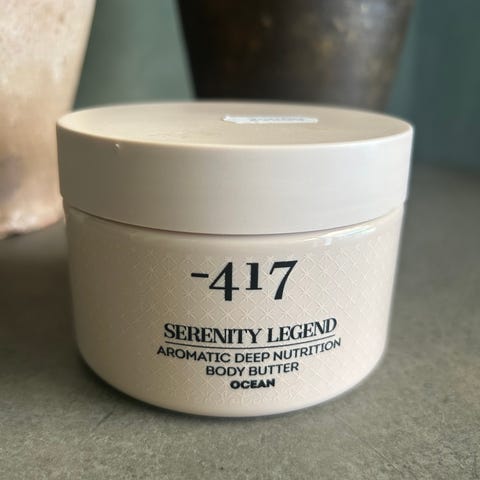 -417
SERENITY LEGEND
AROMATIC DEEP NUTRITION
BODY BUTTER
OCEAN